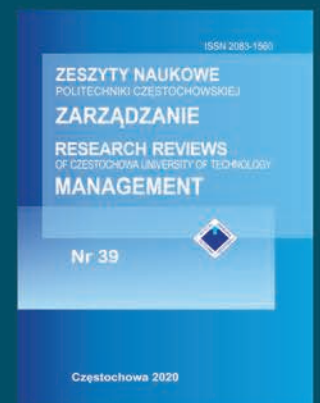 ISSN 2083-1560
ZESZYTY NAUKOWE
POLITECHNIKI CZĘSTOCHOWSKIEJ
ZARZĄDZANIE
RESEARCH REVIEWS
OF CZESTOCHOWA UNIVERSITY OF TECHNOLOGY
MANAGEMENT
Nr 39
Częstochowa 2020